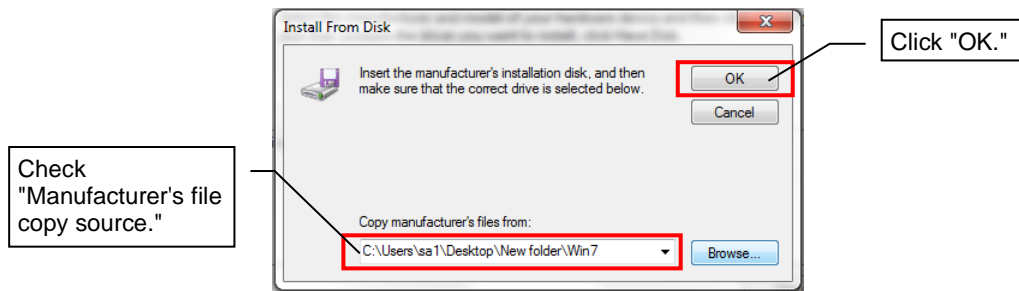 Install From Disk
Click "OK."
Insert the manufacturer's installation disk, and then
make sure that the correct drive is selected below.
OK
Cancel
Check
"Manufacturer's file
copy source."
Copy manufacturer's files from:
C:\Users\sa1\Desktop\New folder\Win7
Browse...